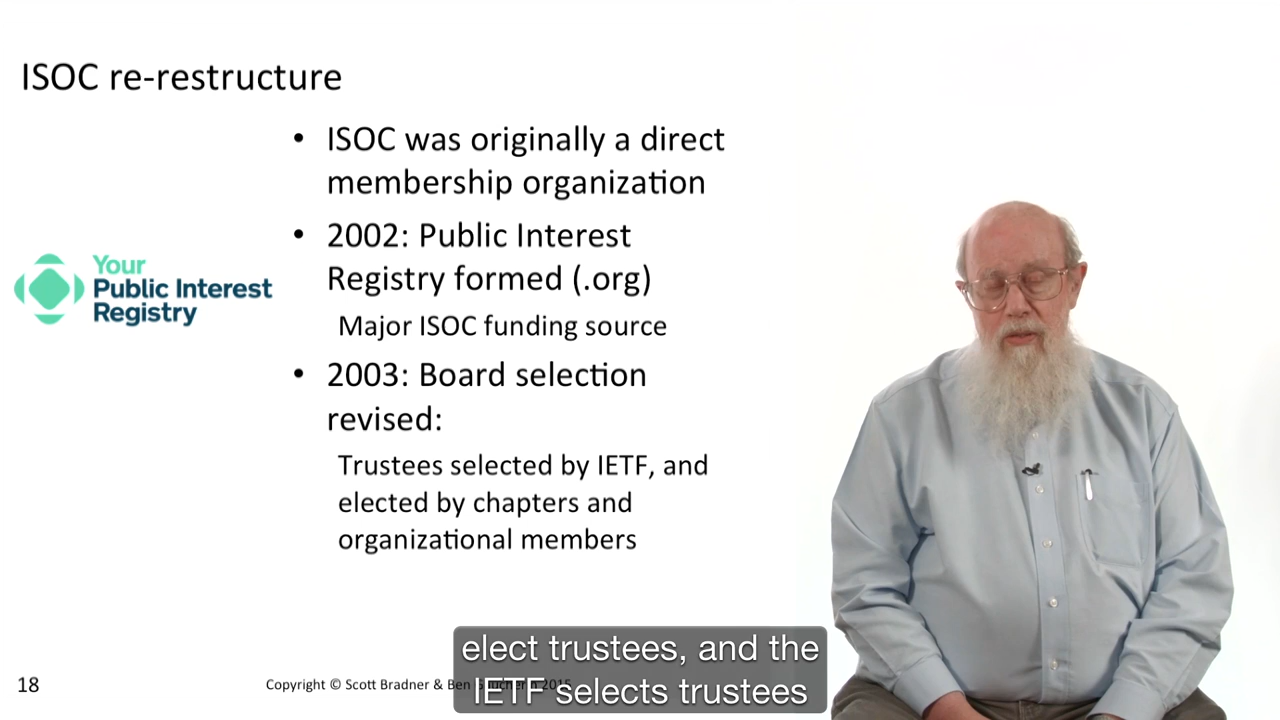 ISOC re-restructure
• ISOC was originally a direct
membership organization
• 2002: Public Interest
Registry formed (.org)
Major ISOC funding source
Your
Public Interest
Registry
• 2003: Board selection
revised:
Trustees selected by IETF, and
elected by chapters and
organizational members
elect trustees, and the
IETF selects trustees
18
Copyright © Scott Bradner & Ben